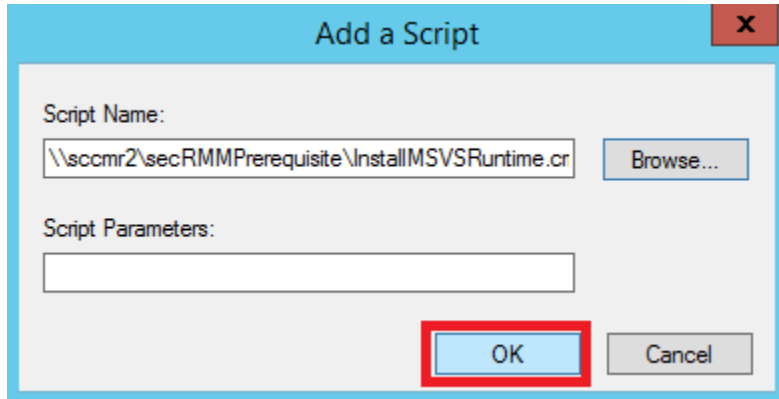 Add a Script
x
Script Name:
\\sccmr2\secRMMPrerequisite\InstallMSVSRuntime.cr
Browse...
Script Parameters:
OK
Cancel